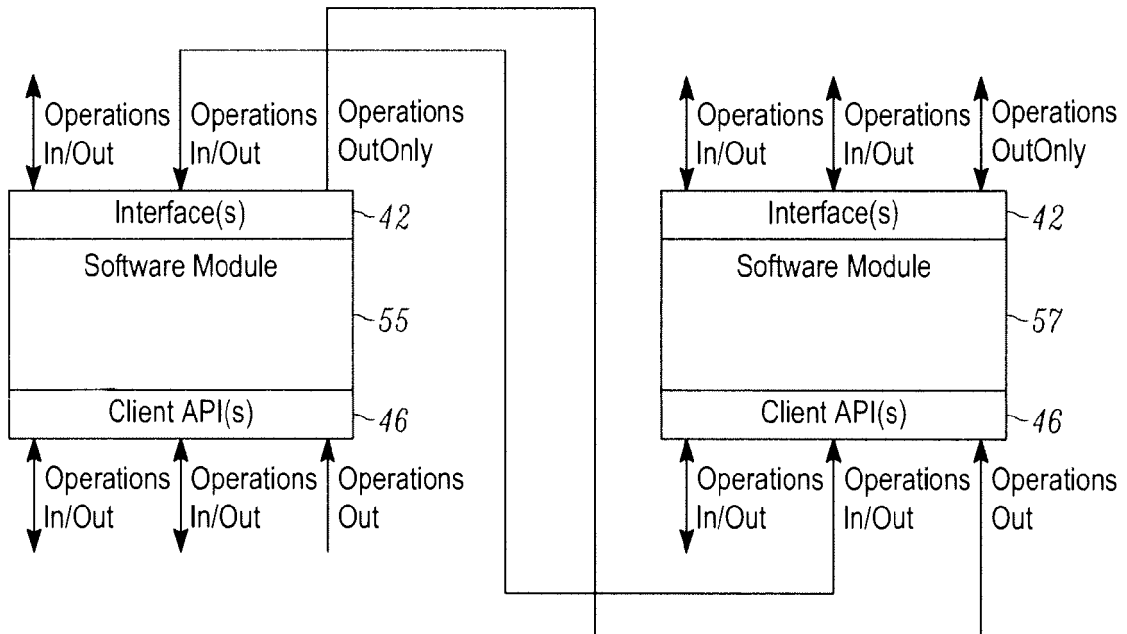 Operations
In/Out
Operations
In/Out
Operations
OutOnly
Interface(s)
42
Software Module
55
Client API(s)
46
Operations
In/Out
Operations
In/Out
Operations
Out
Operations
In/Out
Operations
In/Out
Operations
OutOnly
Interface(s)
42
Software Module
57
Client API(s)
46
Operations
In/Out
Operations
In/Out
Operations
Out